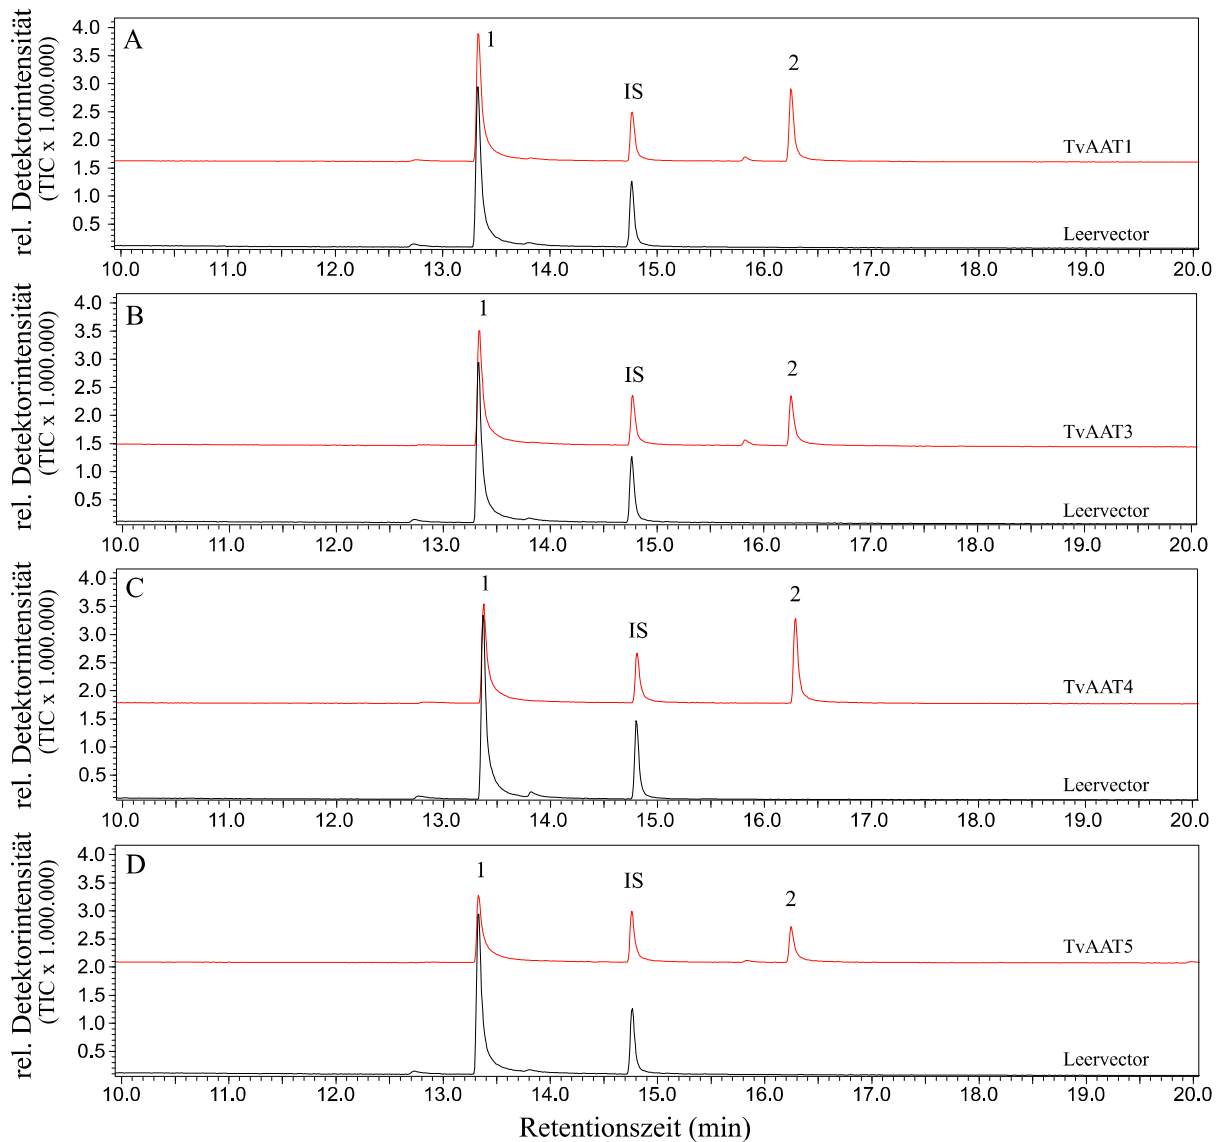 rel. Detektorintensität
(TIC x 1.000.000)
A
4.0
3.5
3.0
2.5
2.0
1.5
1.0
0.5
1
IS
2
TvAAT1
Leervector
10.0 11.0 12.0 13.0 14.0 15.0 16.0 17.0 18.0 19.0 20.0
rel. Detektorintensität
(TIC x 1.000.000)
B
4.0
3.5
3.0
2.5
2.0
1.5
1.0
0.5
1
IS
2
TvAAT3
Leervector
10.0 11.0 12.0 13.0 14.0 15.0 16.0 17.0 18.0 19.0 20.0
rel. Detektorintensität
(TIC x 1.000.000)
C
4.0
3.5
3.0
2.5
2.0
1.5
1.0
0.5
1
IS
2
TvAAT4
Leervector
10.0 11.0 12.0 13.0 14.0 15.0 16.0 17.0 18.0 19.0 20.0
rel. Detektorintensität
(TIC x 1.000.000)
D
4.0
3.5
3.0
2.5
2.0
1.5
1.0
0.5
1
IS
2
TvAAT5
Leervector
10.0 11.0 12.0 13.0 14.0 15.0 16.0 17.0 18.0 19.0 20.0
Retentionszeit (min)